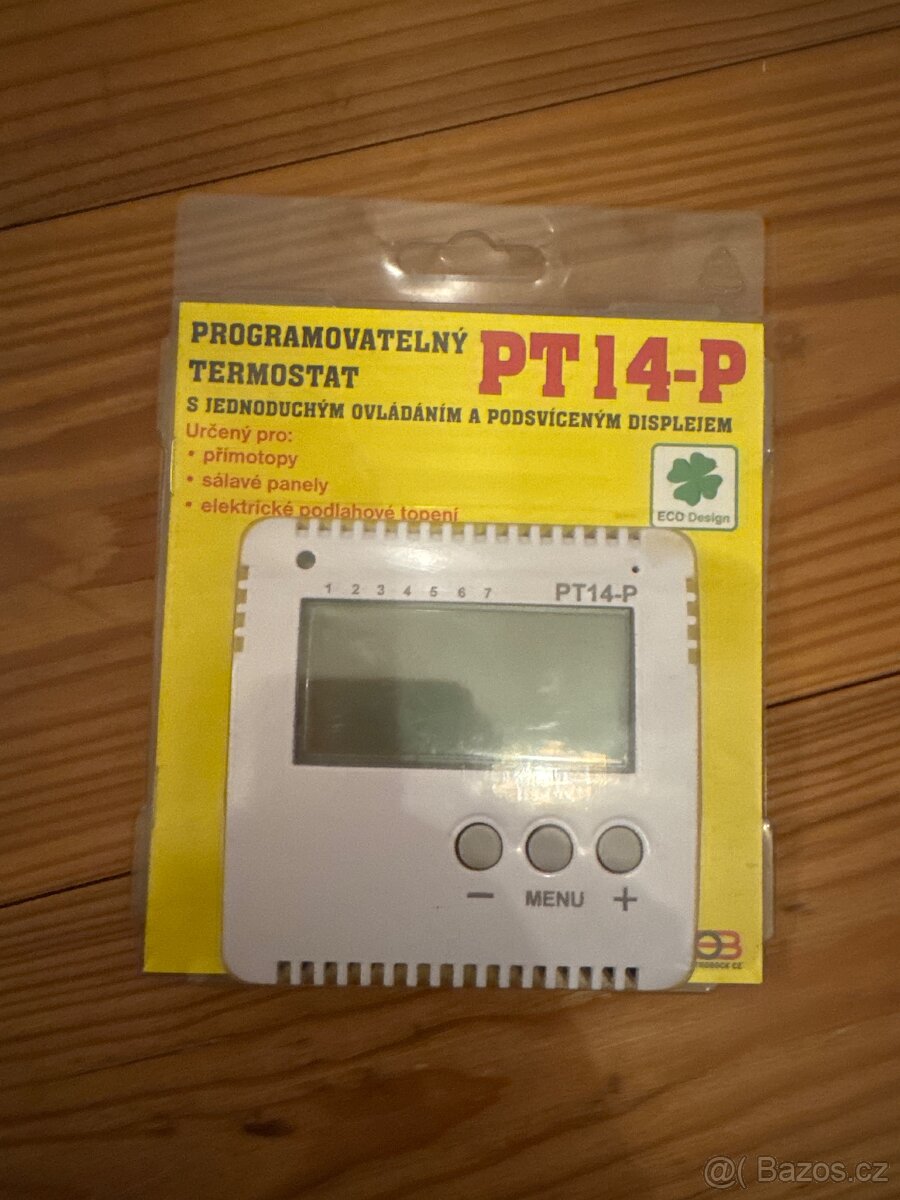 PROGRAMOVATELNÝ PT14-P
TERMOSTAT
S JEDNODUCHÝM OVLÁDÁNÍM A PODSVÍCENÝM DISPLEJEM
Určený pro:
• přímotopy
• sálavé panely
• elektrické podlahové topení
ECO Design
1 2 3 4 5 6 7 PT14-P
− MENU +
@( Bazos.cz